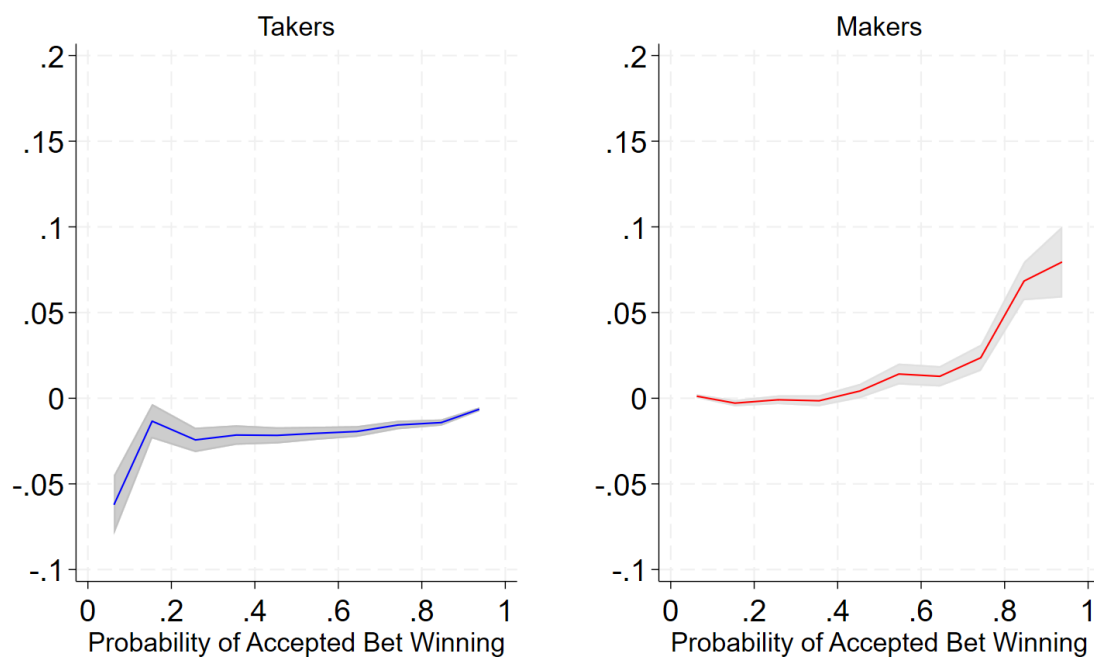 Takers
.2
.15
.1
.05
0
-.05
-.1
0 .2 .4 .6 .8 1
Probability of Accepted Bet Winning
Makers
.2
.15
.1
.05
0
-.05
-.1
0 .2 .4 .6 .8 1
Probability of Accepted Bet Winning